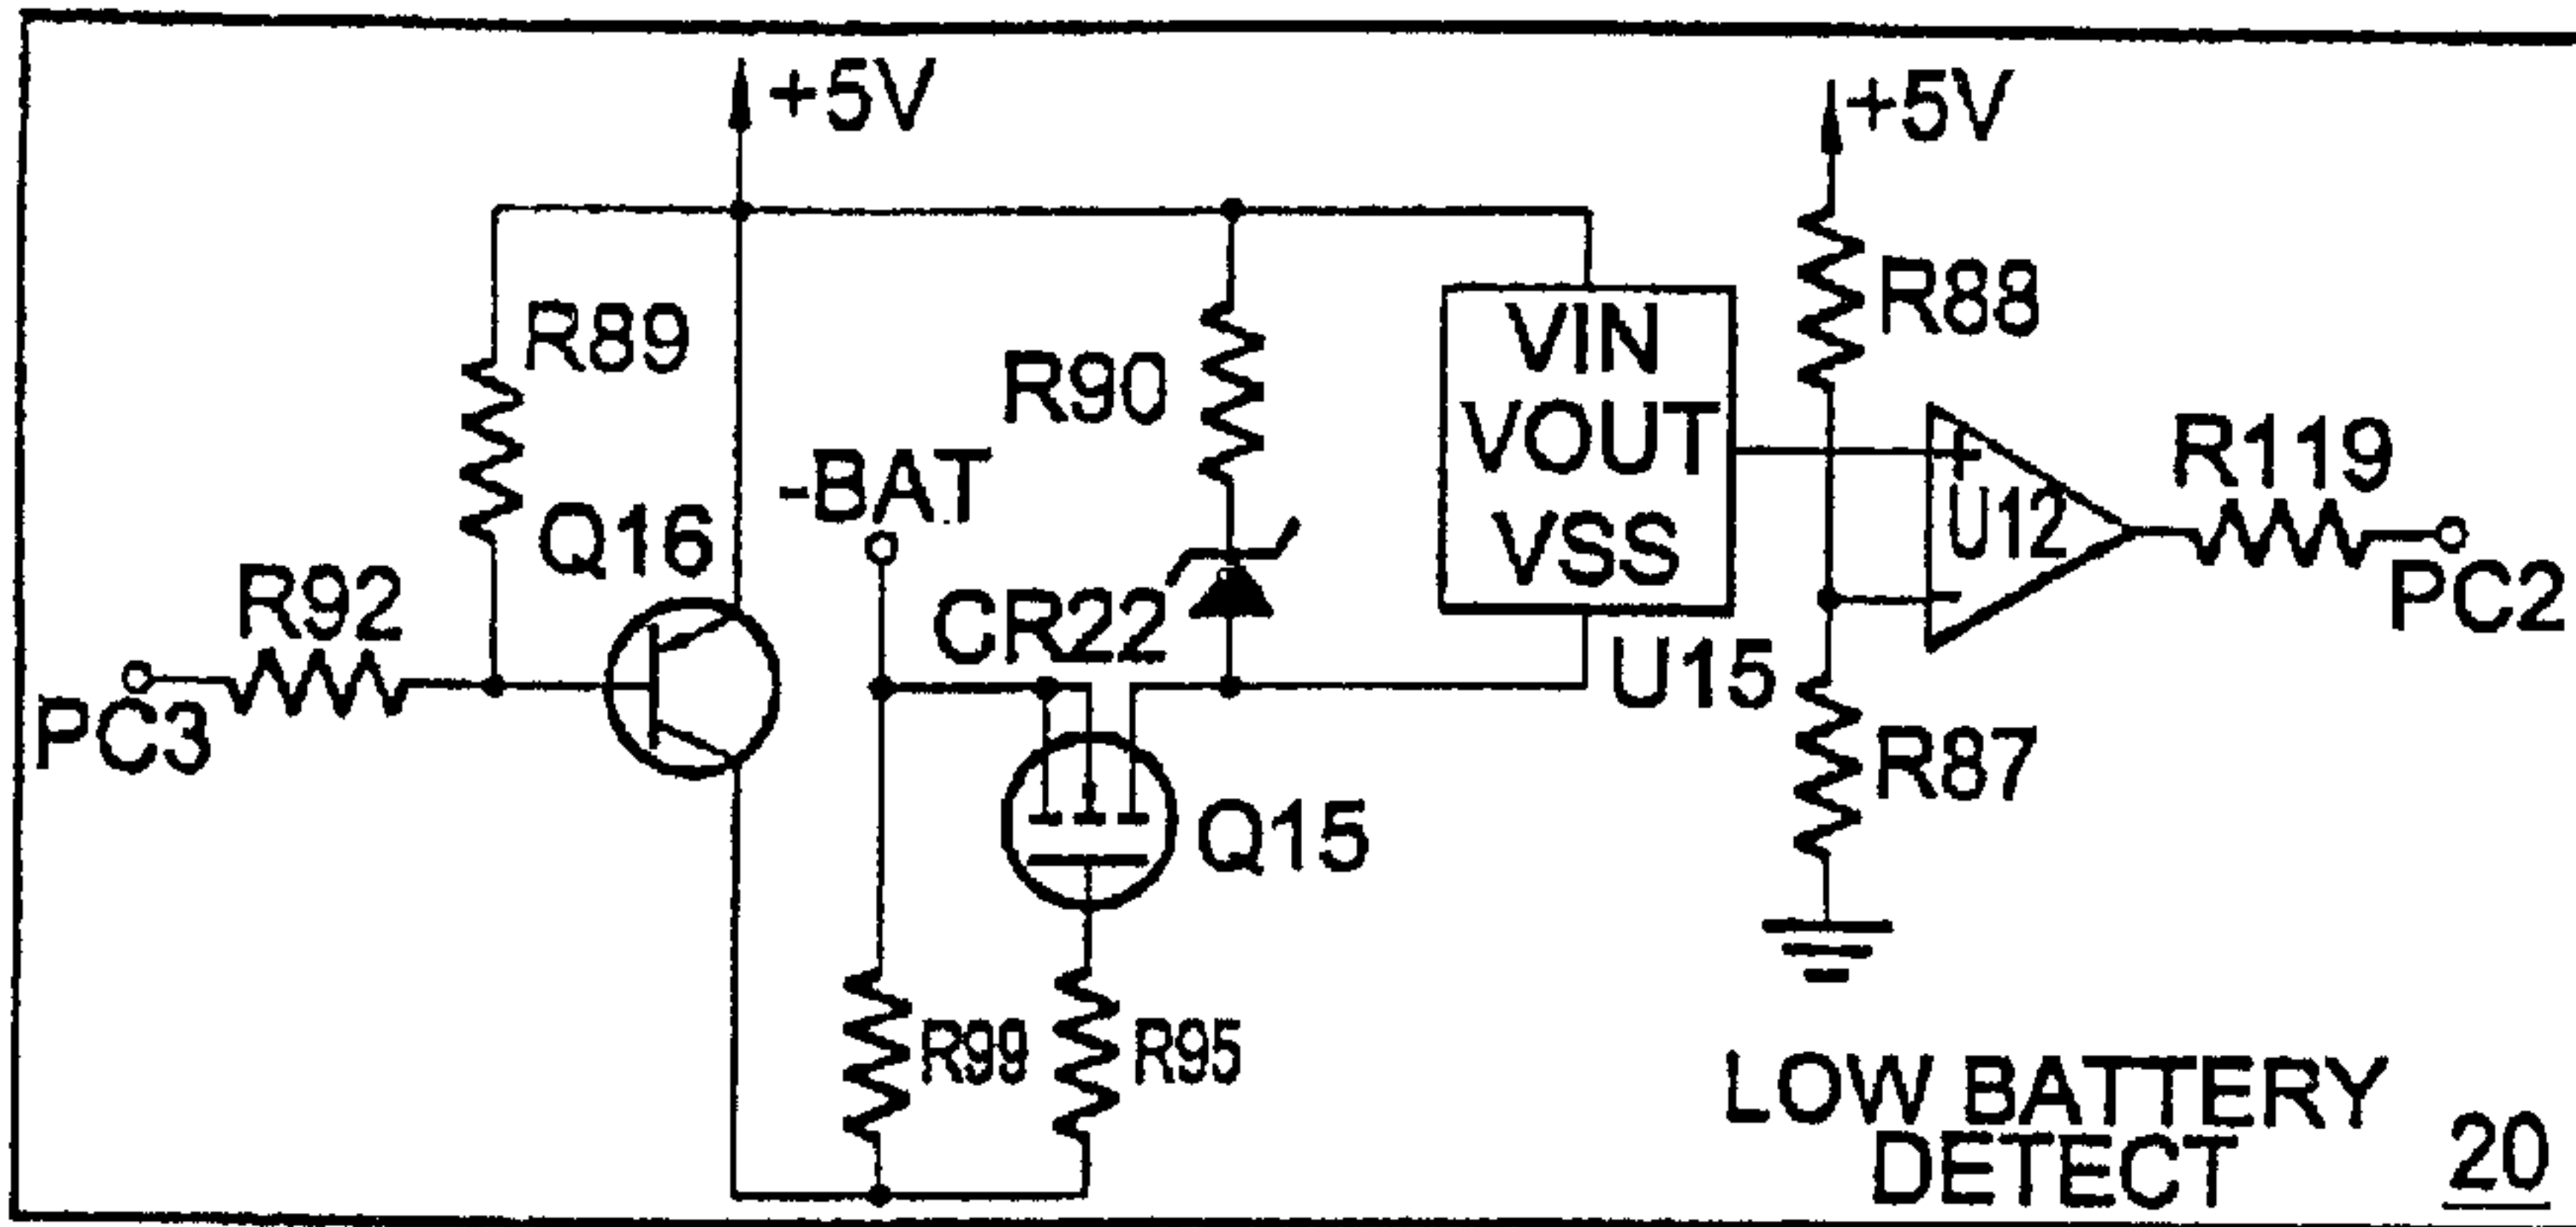 +5V
+5V
R89
R90
VIN
VOUT
VSS
R88
-BAT
Q16
R92
CR22
PC3
U15
+
U12
-
R119
PC2
R87
Q15
R99
R95
LOW BATTERY
DETECT
20